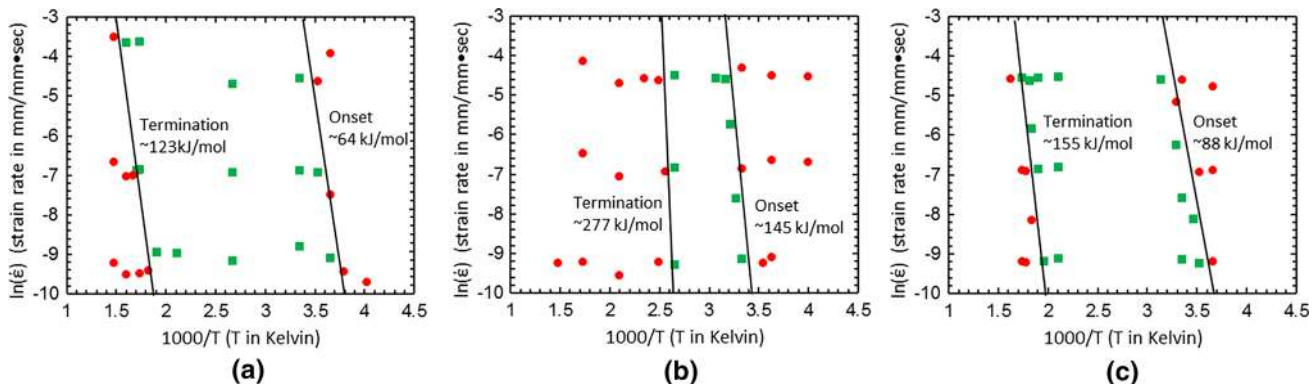 -3
-4
-5
-6
-7
-8
-9
-10
ln(ε̇) (strain rate in mm/mm•sec)
Termination
~123kJ/mol
Onset
~64 kJ/mol
1 1.5 2 2.5 3 3.5 4 4.5
1000/T (T in Kelvin)
(a)
-3
-4
-5
-6
-7
-8
-9
-10
ln(ε̇) (strain rate in mm/mm•sec)
Termination
~277 kJ/mol
Onset
~145 kJ/mol
1 1.5 2 2.5 3 3.5 4 4.5
1000/T (T in Kelvin)
(b)
-3
-4
-5
-6
-7
-8
-9
-10
ln(ε̇) (strain rate in mm/mm•sec)
Termination
~155 kJ/mol
Onset
~88 kJ/mol
1 1.5 2 2.5 3 3.5 4 4.5
1000/T (T in Kelvin)
(c)